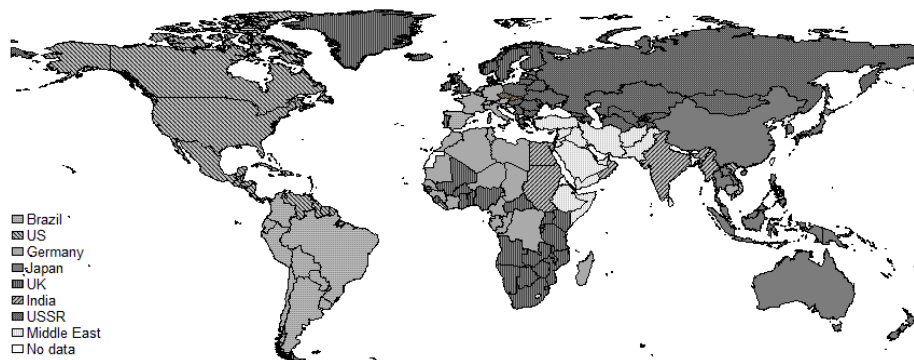 Brazil
US
Germany
Japan
UK
India
USSR
Middle East
No data